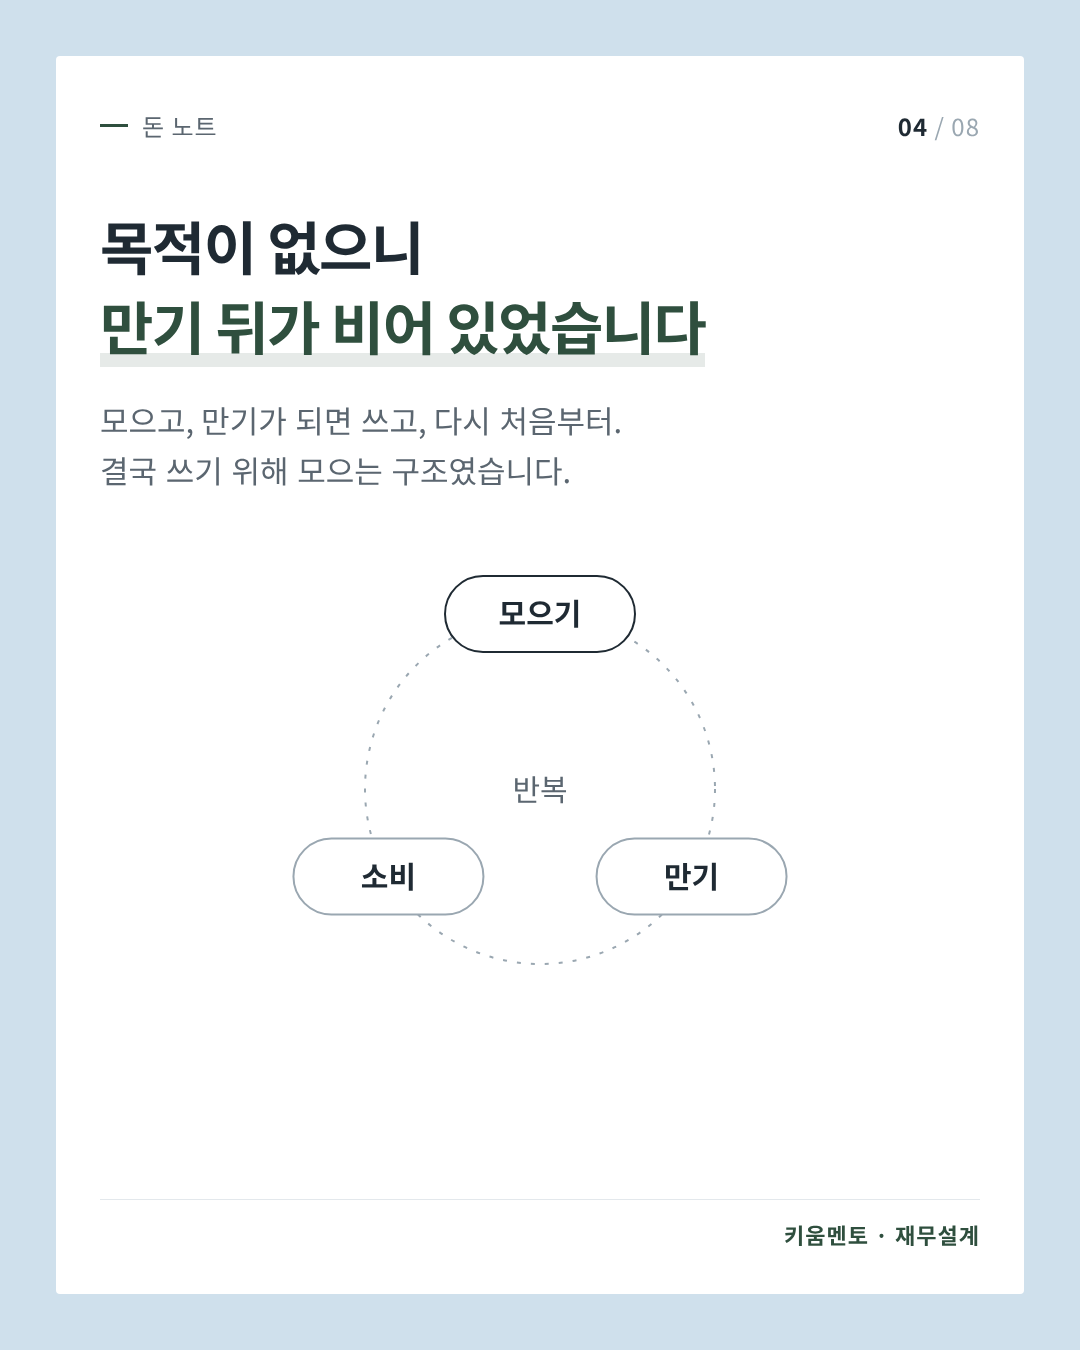 돈 노트
04 / 08
목적이 없으니
만기 뒤가 비어 있었습니다
모으고, 만기가 되면 쓰고, 다시 처음부터.
결국 쓰기 위해 모으는 구조였습니다.
모으기
반복
소비
만기
키움멘토 · 재무설계